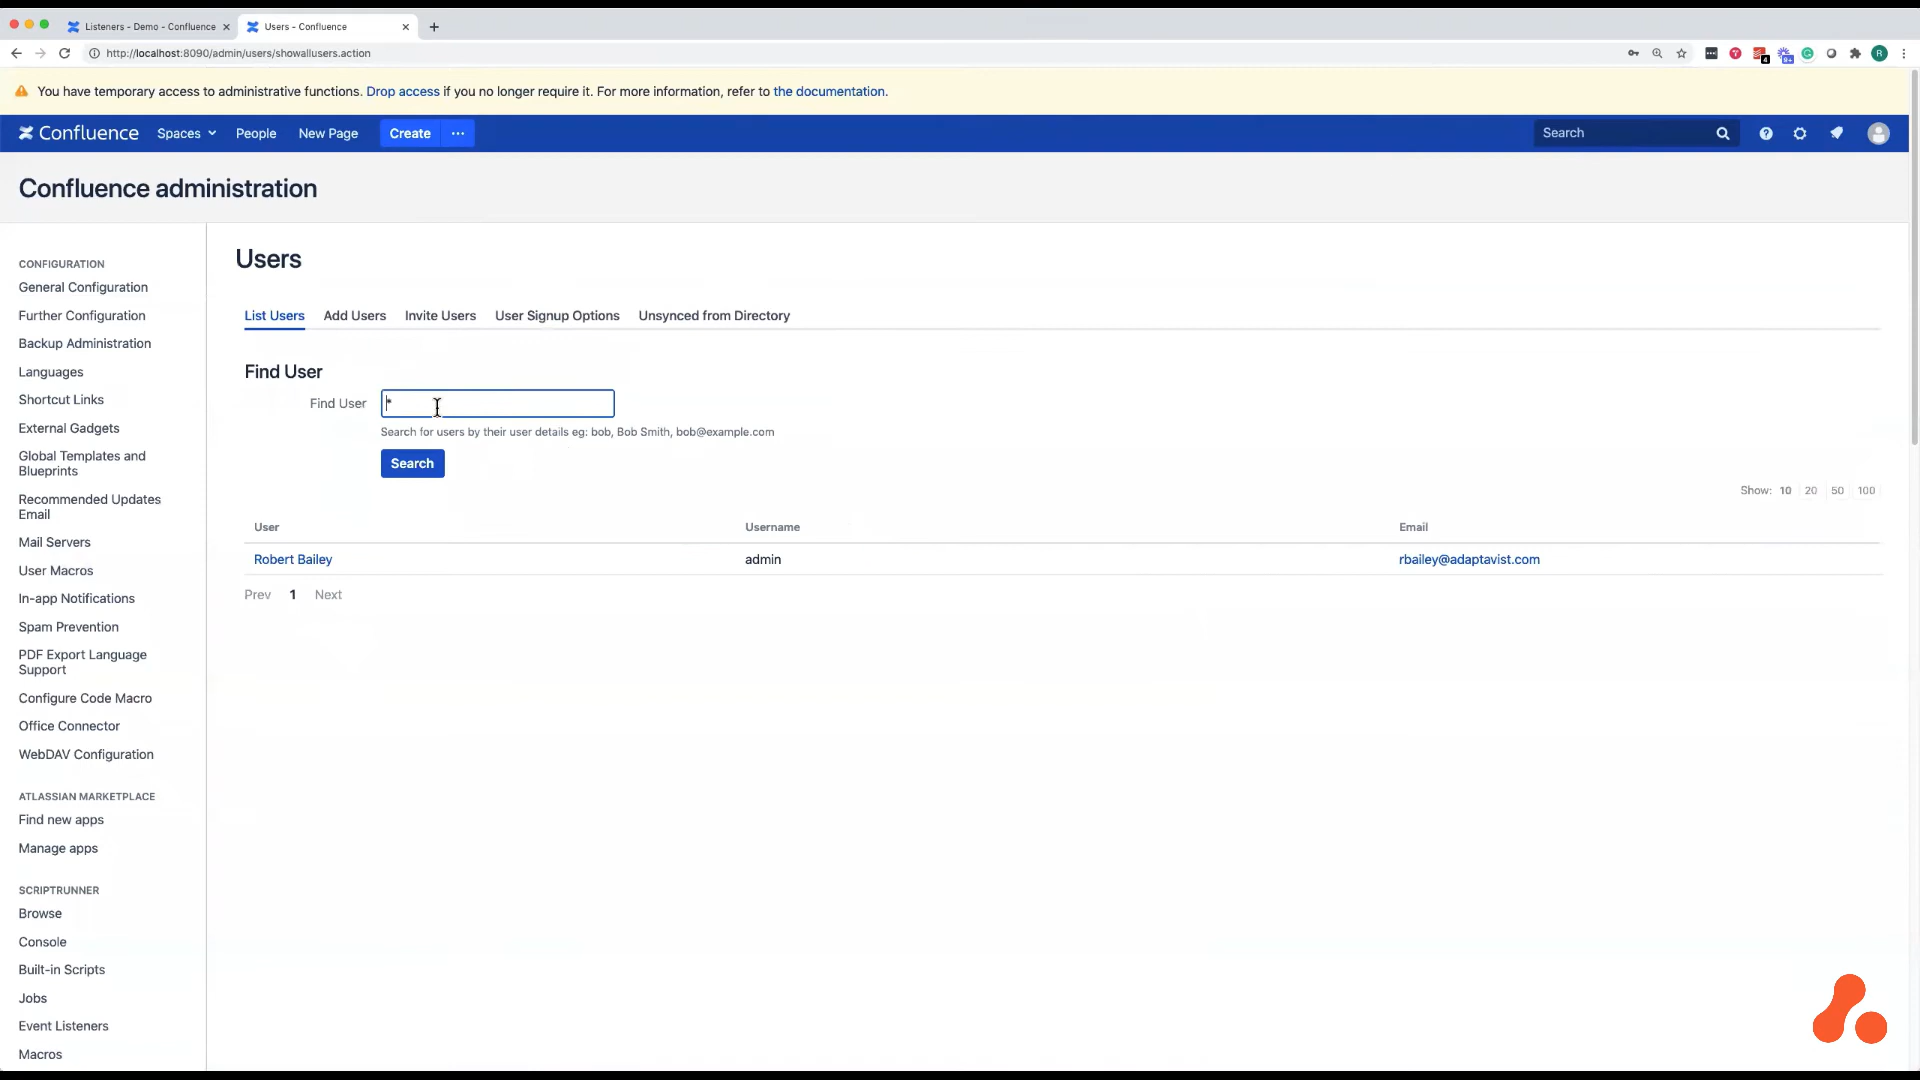 Listeners - Demo - Confluence
Users - Confluence
http://localhost:8090/admin/users/showallusers.action
4
9+
R
You have temporary access to administrative functions. Drop access if you no longer require it. For more information, refer to the documentation.
Confluence Spaces People New Page Create ··· Search
Confluence administration
CONFIGURATION
General Configuration
Further Configuration
Backup Administration
Languages
Shortcut Links
External Gadgets
Global Templates and
Blueprints
Recommended Updates
Email
Mail Servers
User Macros
In-app Notifications
Spam Prevention
PDF Export Language
Support
Configure Code Macro
Office Connector
WebDAV Configuration
ATLASSIAN MARKETPLACE
Find new apps
Manage apps
SCRIPTRUNNER
Browse
Console
Built-in Scripts
Jobs
Event Listeners
Macros
Users
List Users Add Users Invite Users User Signup Options Unsynced from Directory
Find User
Find User *
Search for users by their user details eg: bob, Bob Smith, bob@example.com
Search
Show: 10 20 50 100
User Username Email
Robert Bailey admin rbailey@adaptavist.com
Prev 1 Next